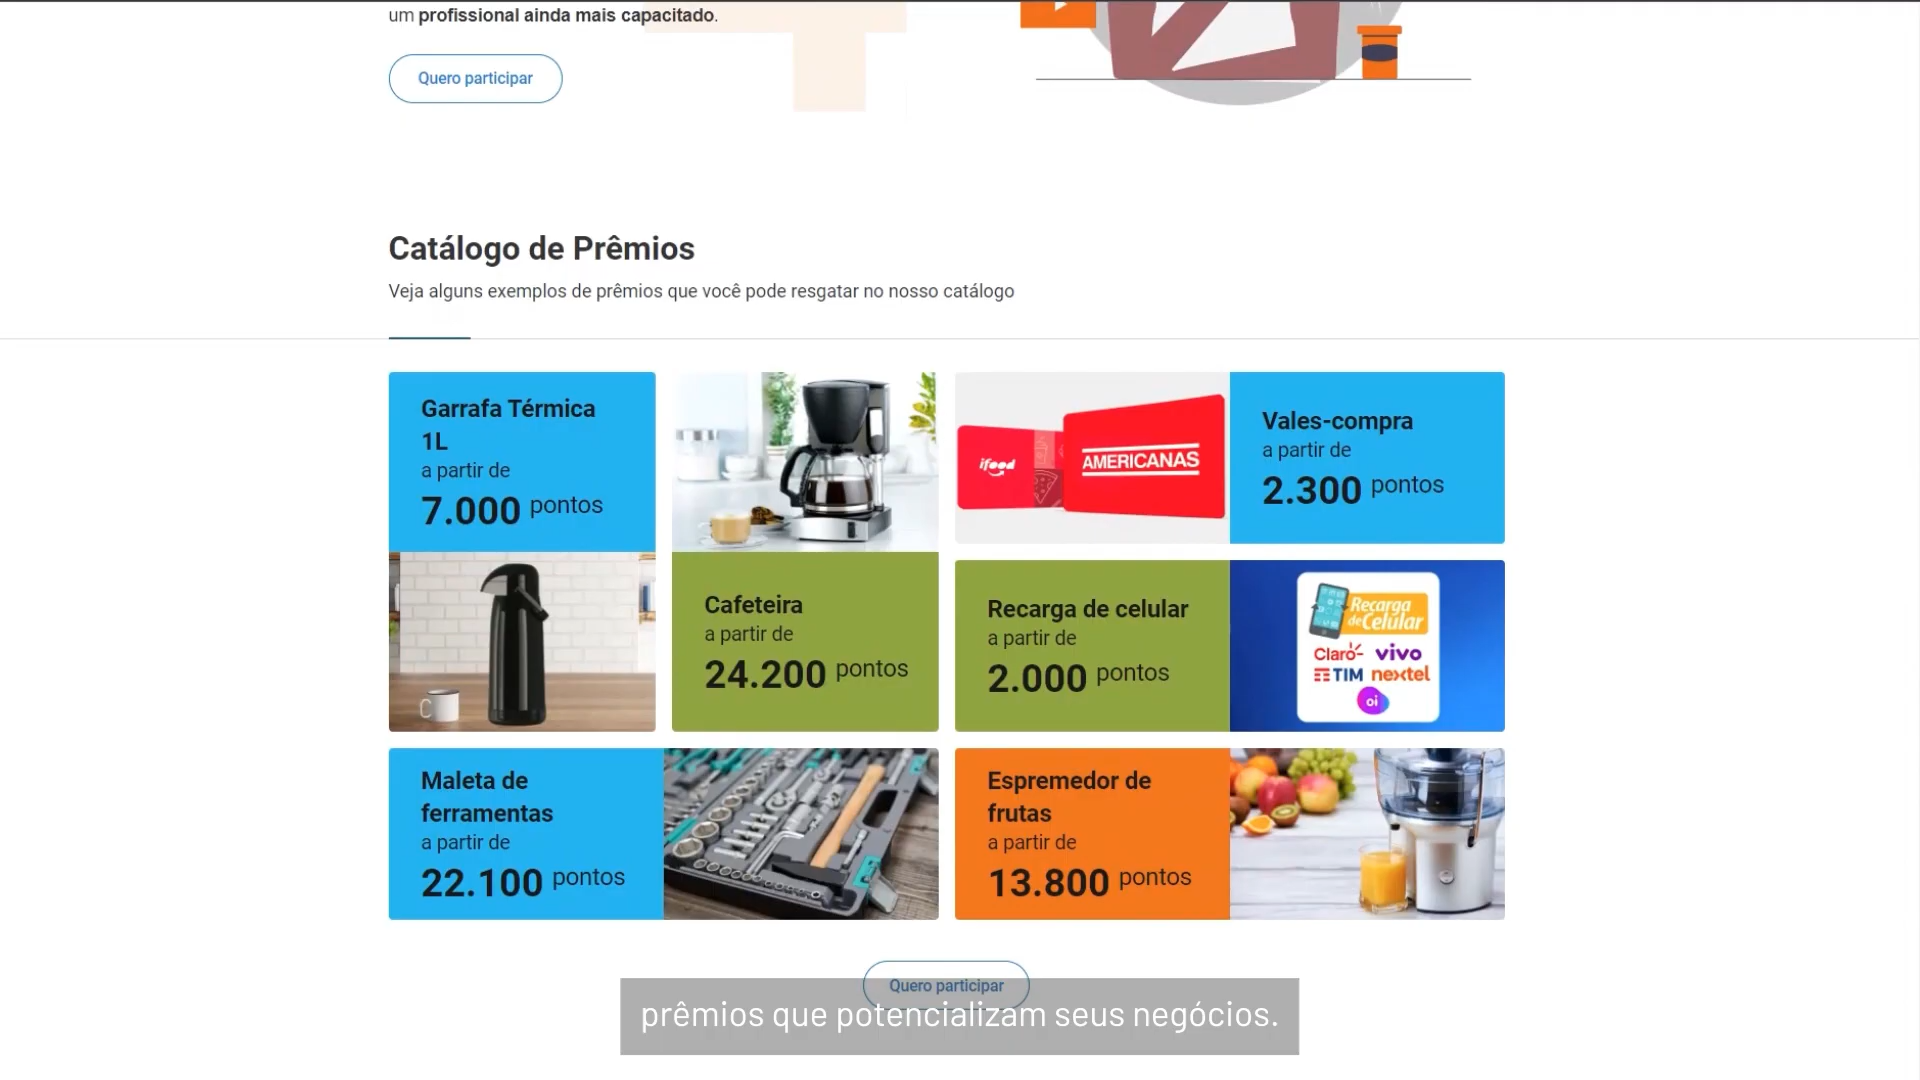 um profissional ainda mais capacitado.
Quero participar
Catálogo de Prêmios
Veja alguns exemplos de prêmios que você pode resgatar no nosso catálogo
Garrafa Térmica
1L
a partir de
7.000 pontos
Cafeteira
a partir de
24.200 pontos
ifood
AMERICANAS
Vales-compra
a partir de
2.300 pontos
Recarga de celular
a partir de
2.000 pontos
Recarga
de Celular
Claro vivo
TIM nextel
oi
Maleta de
ferramentas
a partir de
22.100 pontos
Espremedor de
frutas
a partir de
13.800 pontos
Quero participar
prêmios que potencializam seus negócios.